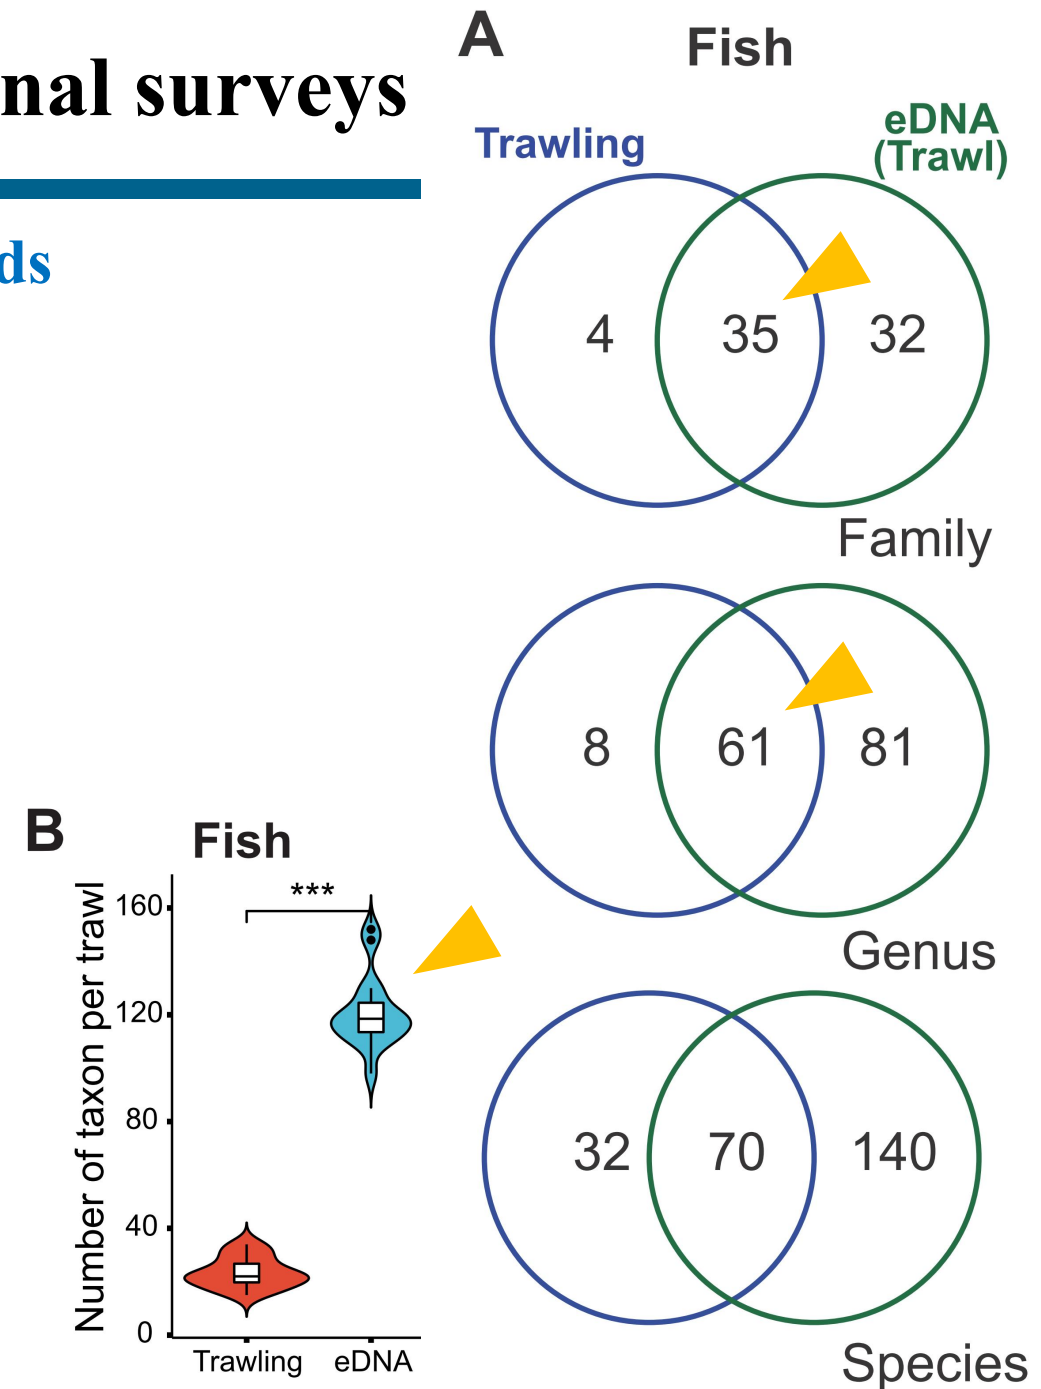 nal surveys
ds
A
Fish
Trawling
eDNA
(Trawl)
4 35 32
Family
8 61 81
Genus
32 70 140
Species
B
Fish
***
Number of taxon per trawl
160
120
80
40
0
Trawling eDNA